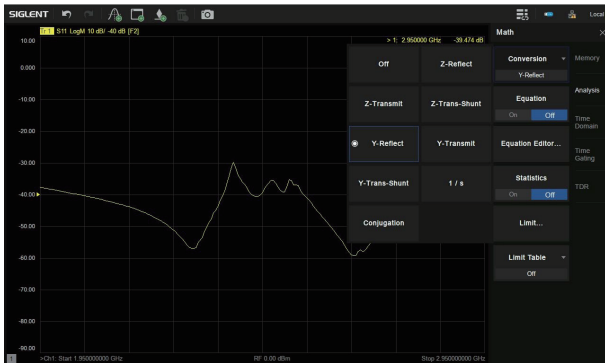 SIGLENT
Local
Tr 1 S11 LogM 10 dB/ -40 dB [F2]
> 1: 2.950000 GHz -39.474 dB
10.00
0.000
-10.00
-20.00
-30.00
-40.00
-50.00
-60.00
-70.00
-80.00
-90.00
Off
Z-Reflect
Z-Transmit
Z-Trans-Shunt
Y-Reflect
Y-Transmit
Y-Trans-Shunt
1 / s
Conjugation
Math
Conversion
Y-Reflect
Equation
On Off
Equation Editor...
Statistics
On Off
Limit...
Limit Table
Off
Memory
Analysis
Time
Domain
Time
Gating
TDR
1 >Ch1: Start 1.950000000 GHz RF 0.00 dBm Stop 2.950000000 GHz